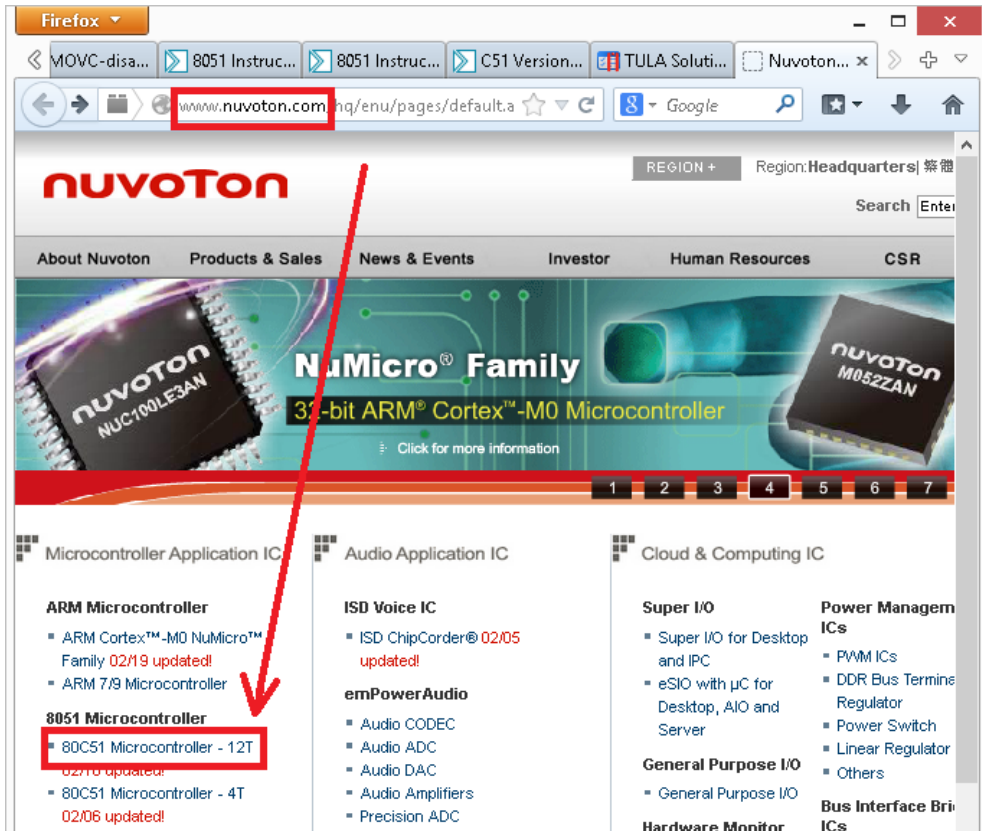 Firefox
MOVC-disa...
8051 Instruc...
8051 Instruc...
C51 Version...
TULA Soluti...
Nuvoton...
www.nuvoton.com/hq/enu/pages/default.a
Google
nuvoTon
REGION +
Region:Headquarters| 繁體
Search Enter
About Nuvoton
Products & Sales
News & Events
Investor
Human Resources
CSR
nuvoTon
NUC100LE3AN
NuMicro® Family
32-bit ARM® Cortex™-M0 Microcontroller
Click for more information
nuvoTon
M052ZAN
1 2 3 4 5 6 7
Microcontroller Application IC
ARM Microcontroller
ARM Cortex™-M0 NuMicro™
Family 02/19 updated!
ARM 7/9 Microcontroller
8051 Microcontroller
80C51 Microcontroller - 12T
updated!
80C51 Microcontroller - 4T
02/06 updated!
Audio Application IC
ISD Voice IC
ISD ChipCorder® 02/05
updated!
emPowerAudio
Audio CODEC
Audio ADC
Audio DAC
Audio Amplifiers
Precision ADC
Cloud & Computing IC
Super I/O
Super I/O for Desktop
and IPC
eSIO with µC for
Desktop, AIO and
Server
General Purpose I/O
General Purpose I/O
Hardware Monitor
Power Managem
ICs
PWM ICs
DDR Bus Termina
Regulator
Power Switch
Linear Regulator
Others
Bus Interface Bri
ICs